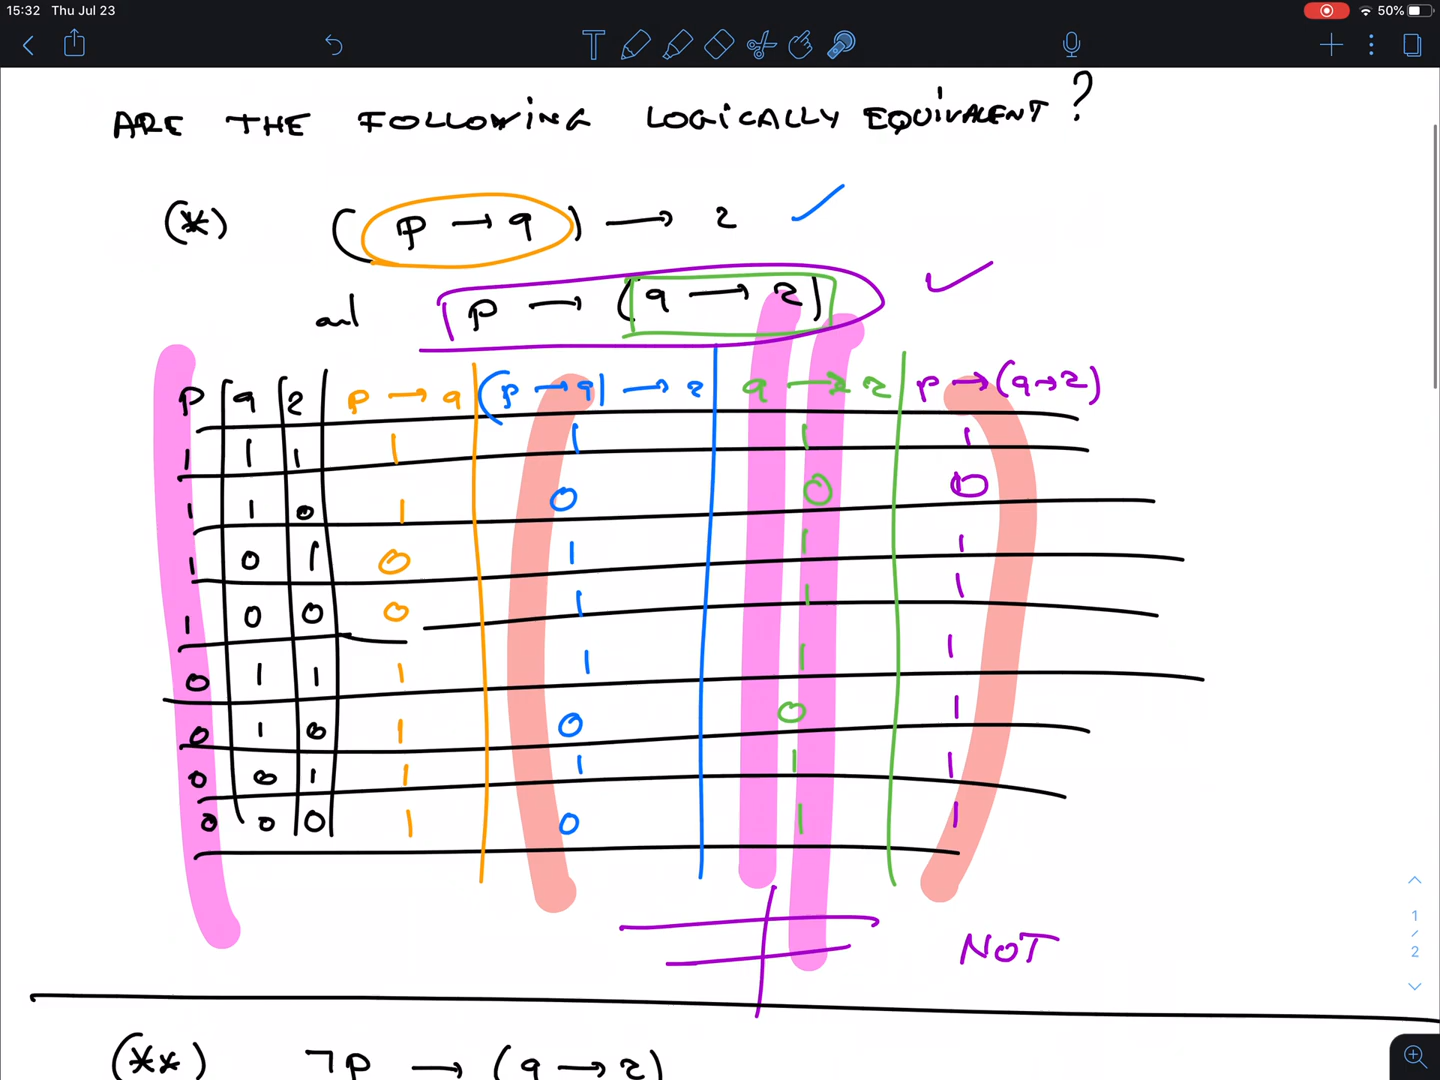 15:32 Thu Jul 23 50%
ARE THE FOLLOWING LOGICALLY EQUIVALENT?
(*) (p → q) → r
and p → (q → r)
p q r p → q (p → q) → r q → r p → (q → r)
1 1 1 1 1 1 1
1 1 0 1 0 0 0
1 0 1 0 1 1 1
1 0 0 0 1 1 1
0 1 1 1 1 1 1
0 1 0 1 0 0 1
0 0 1 1 1 1 1
0 0 0 1 0 1 1
≠ NOT
(**) ¬p → (q → r)
1 / 2